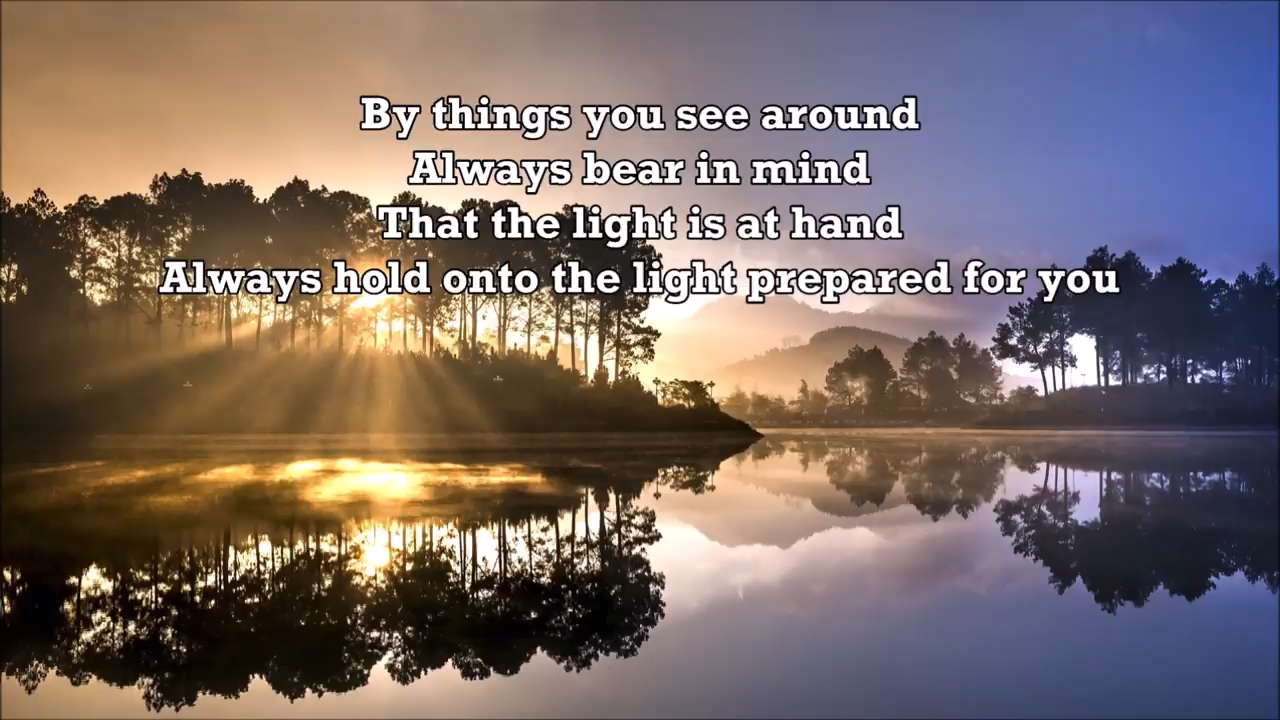 By things you see around
Always bear in mind
That the light is at hand
Always hold onto the light prepared for you